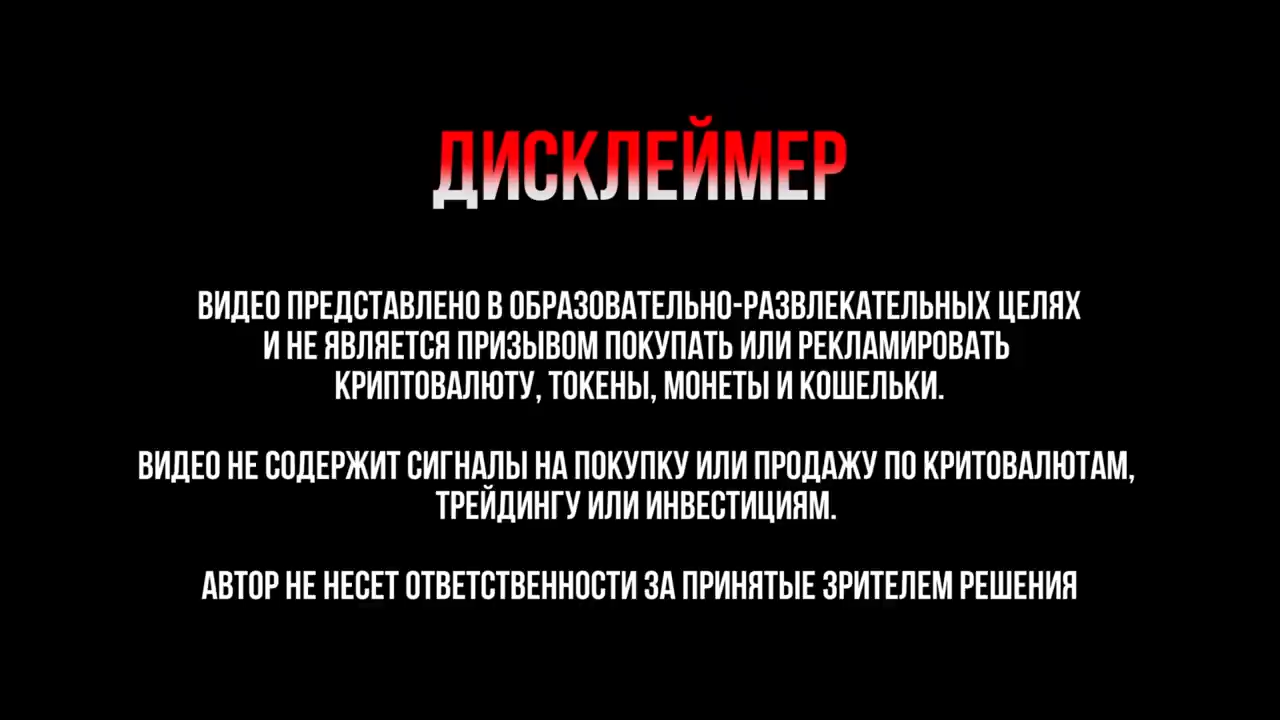 ДИСКЛЕЙМЕР
ВИДЕО ПРЕДСТАВЛЕНО В ОБРАЗОВАТЕЛЬНО-РАЗВЛЕКАТЕЛЬНЫХ ЦЕЛЯХ
И НЕ ЯВЛЯЕТСЯ ПРИЗЫВОМ ПОКУПАТЬ ИЛИ РЕКЛАМИРОВАТЬ
КРИПТОВАЛЮТУ, ТОКЕНЫ, МОНЕТЫ И КОШЕЛЬКИ.
ВИДЕО НЕ СОДЕРЖИТ СИГНАЛЫ НА ПОКУПКУ ИЛИ ПРОДАЖУ ПО КРИТОВАЛЮТАМ,
ТРЕЙДИНГУ ИЛИ ИНВЕСТИЦИЯМ.
АВТОР НЕ НЕСЕТ ОТВЕТСТВЕННОСТИ ЗА ПРИНЯТЫЕ ЗРИТЕЛЕМ РЕШЕНИЯ